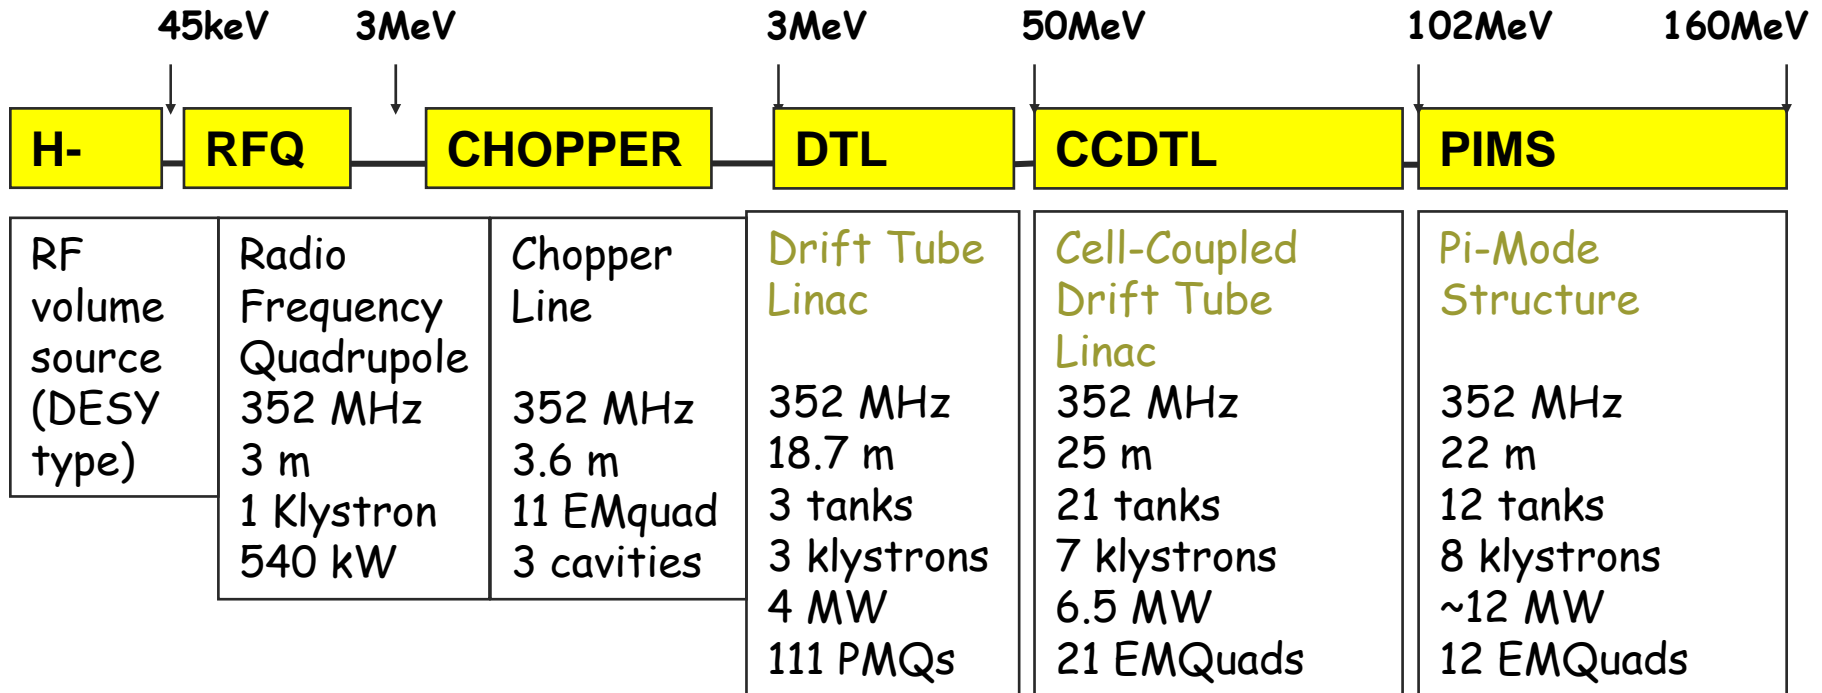 45keV 3MeV 3MeV 50MeV 102MeV 160MeV
H- RFQ CHOPPER DTL CCDTL PIMS
RF
volume
source
(DESY
type)
Radio
Frequency
Quadrupole
352 MHz
3 m
1 Klystron
540 kW
Chopper
Line
352 MHz
3.6 m
11 EMquad
3 cavities
Drift Tube
Linac
352 MHz
18.7 m
3 tanks
3 klystrons
4 MW
111 PMQs
Cell-Coupled
Drift Tube
Linac
352 MHz
25 m
21 tanks
7 klystrons
6.5 MW
21 EMQuads
Pi-Mode
Structure
352 MHz
22 m
12 tanks
8 klystrons
~12 MW
12 EMQuads